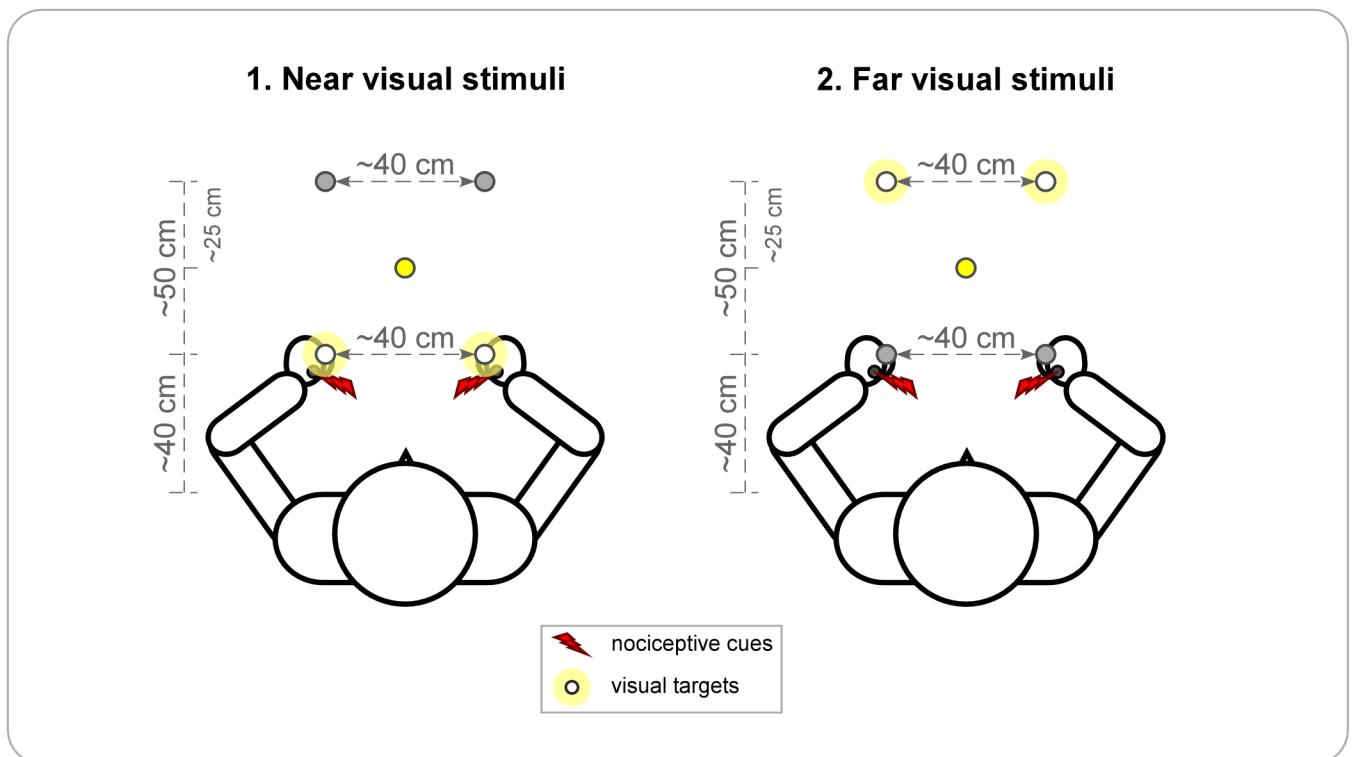 1. Near visual stimuli
~40 cm
~25 cm
~50 cm
~40 cm
~40 cm
2. Far visual stimuli
~40 cm
~25 cm
~50 cm
~40 cm
~40 cm
nociceptive cues
visual targets